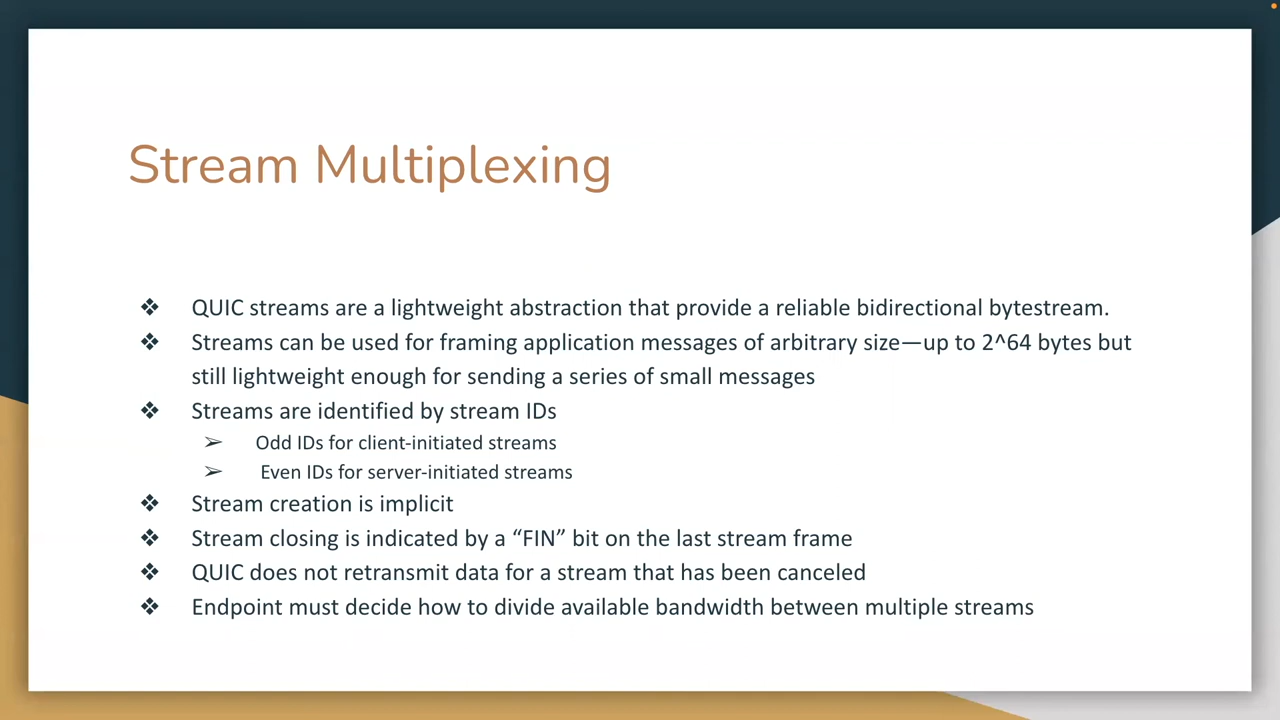 Stream Multiplexing
❖ QUIC streams are a lightweight abstraction that provide a reliable bidirectional bytestream.
❖ Streams can be used for framing application messages of arbitrary size—up to 2^64 bytes but
still lightweight enough for sending a series of small messages
❖ Streams are identified by stream IDs
➢ Odd IDs for client-initiated streams
➢ Even IDs for server-initiated streams
❖ Stream creation is implicit
❖ Stream closing is indicated by a “FIN” bit on the last stream frame
❖ QUIC does not retransmit data for a stream that has been canceled
❖ Endpoint must decide how to divide available bandwidth between multiple streams